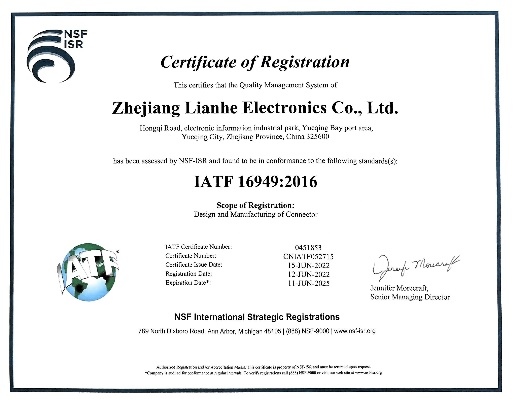 NSF
ISR
Certificate of Registration
This certifies that the Quality Management System of
Zhejiang Lianhe Electronics Co., Ltd.
Hongqi Road, electronic information industrial park, Yueqing Bay port area,
Yueqing City, Zhejiang Province, China 325600
has been assessed by NSF-ISR and found to be in conformance to the following standard(s):
IATF 16949:2016
Scope of Registration:
Design and Manufacturing of Connector
IATF Certificate Number: 0451853
Certificate Number: CNIATF052715
Certificate Issue Date: 15-JUN-2022
Registration Date: 12-JUN-2022
Expiration Date* 11-JUN-2025
IATF
Jennifer Morecraft,
Senior Managing Director
NSF International Strategic Registrations
789 North Dixboro Road, Ann Arbor, Michigan 48105 | (888) NSF-9000 | www.nsf-isr.org